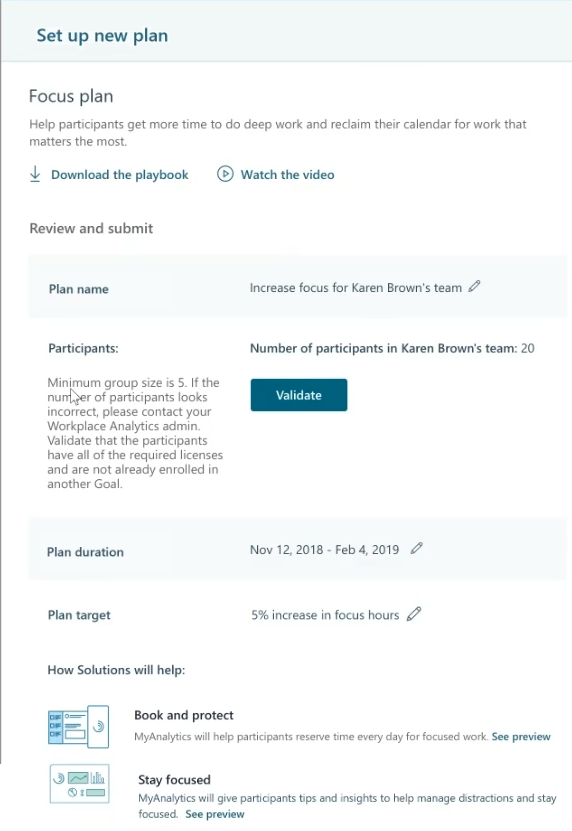 Set up new plan
Focus plan
Help participants get more time to do deep work and reclaim their calendar for work that
matters the most.
Download the playbook
Watch the video
Review and submit
Plan name
Increase focus for Karen Brown's team
Participants:
Number of participants in Karen Brown's team: 20
Minimum group size is 5. If the
number of participants looks
incorrect, please contact your
Workplace Analytics admin.
Validate that the participants
have all of the required licenses
and are not already enrolled in
another Goal.
Validate
Plan duration
Nov 12, 2018 - Feb 4, 2019
Plan target
5% increase in focus hours
How Solutions will help:
Book and protect
MyAnalytics will help participants reserve time every day for focused work. See preview
Stay focused
MyAnalytics will give participants tips and insights to help manage distractions and stay
focused. See preview